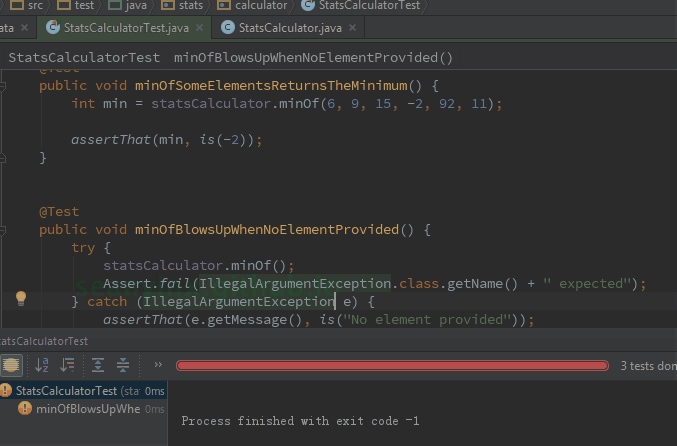 src test java stats calculator StatsCalculatorTest
ata StatsCalculatorTest.java StatsCalculator.java
StatsCalculatorTest minOfBlowsUpWhenNoElementProvided()
@Test
public void minOfSomeElementsReturnsTheMinimum() {
int min = statsCalculator.minOf(6, 9, 15, -2, 92, 11);
assertThat(min, is(-2));
}
@Test
public void minOfBlowsUpWhenNoElementProvided() {
try {
statsCalculator.minOf();
Assert.fail(IllegalArgumentException.class.getName() + " expected");
} catch (IllegalArgumentException e) {
assertThat(e.getMessage(), is("No element provided"));
tatsCalculatorTest
3 tests don
StatsCalculatorTest (sta 0ms
minOfBlowsUpWhe 0ms
Process finished with exit code -1